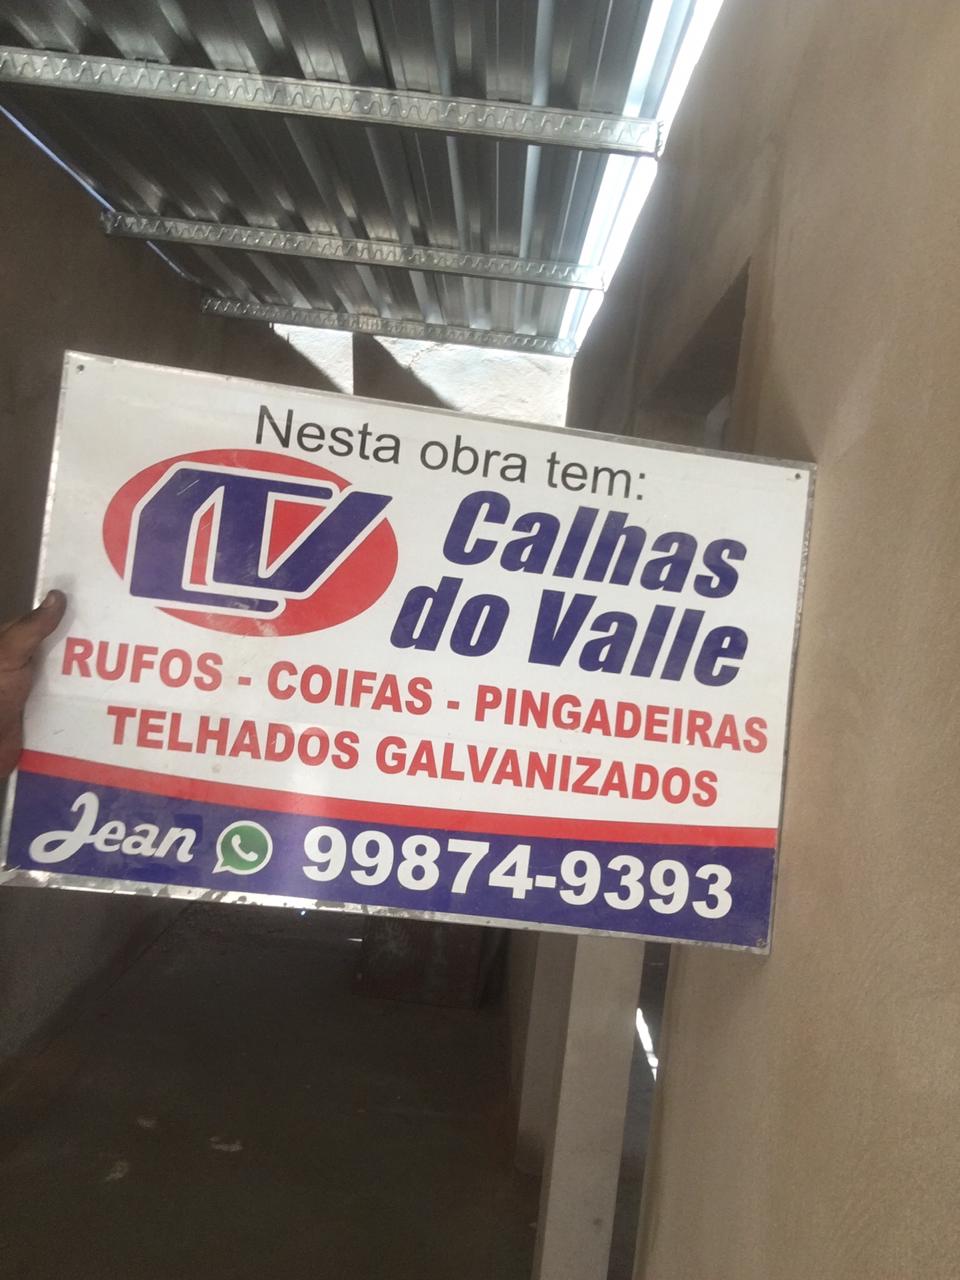 Nesta obra tem:
CV
Calhas
do Valle
RUFOS - COIFAS - PINGADEIRAS
TELHADOS GALVANIZADOS
Jean 99874-9393